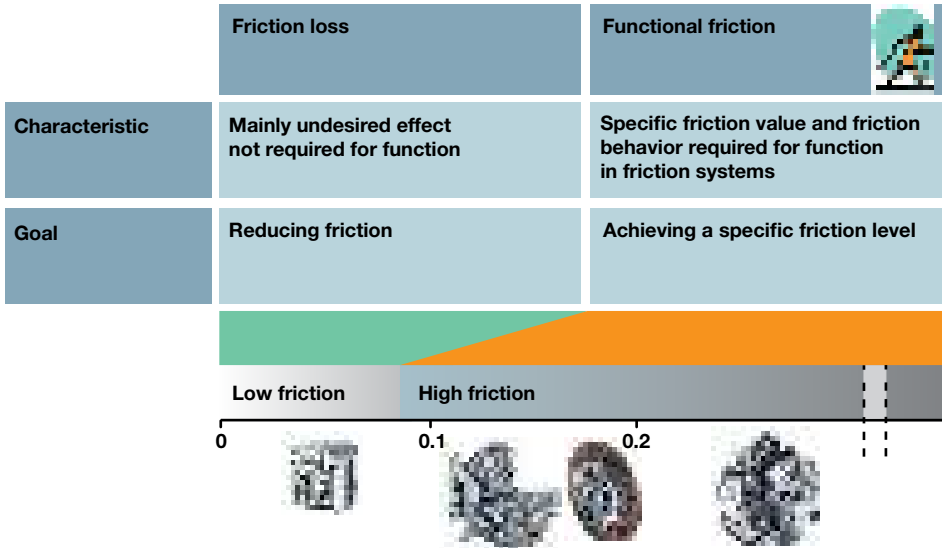 Friction loss
Functional friction
Characteristic
Mainly undesired effect
not required for function
Specific friction value and friction
behavior required for function
in friction systems
Goal
Reducing friction
Achieving a specific friction level
Low friction
High friction
0
0.1
0.2